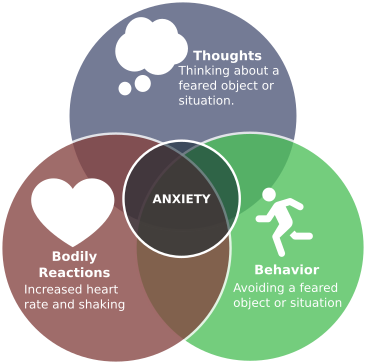 Thoughts
Thinking about a
feared object or
situation.
ANXIETY
Bodily
Reactions
Increased heart
rate and shaking
Behavior
Avoiding a feared
object or situation